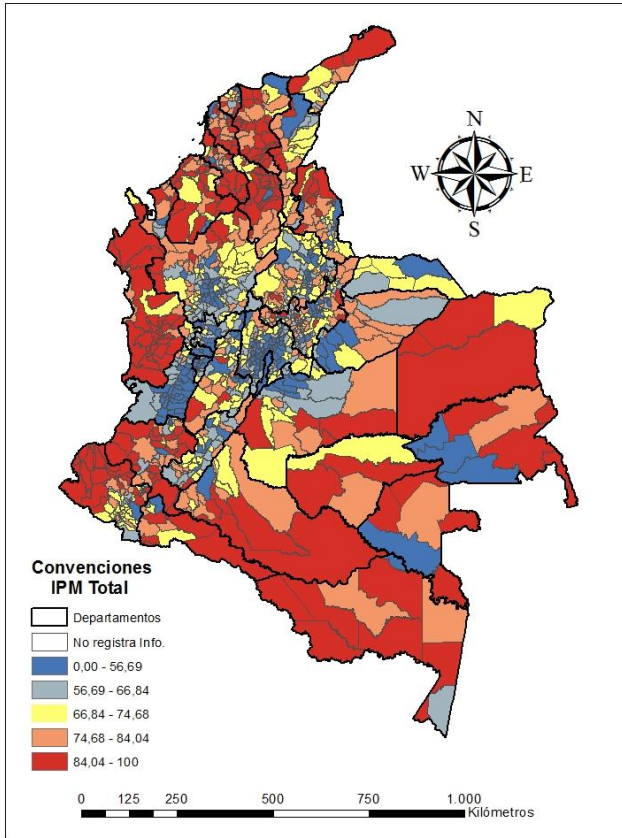 N
W E
S
Convenciones
IPM Total
Departamentos
No registra Info.
0,00 - 56,69
56,69 - 66,84
66,84 - 74,68
74,68 - 84,04
84,04 - 100
0 125 250 500 750 1.000
Kilómetros